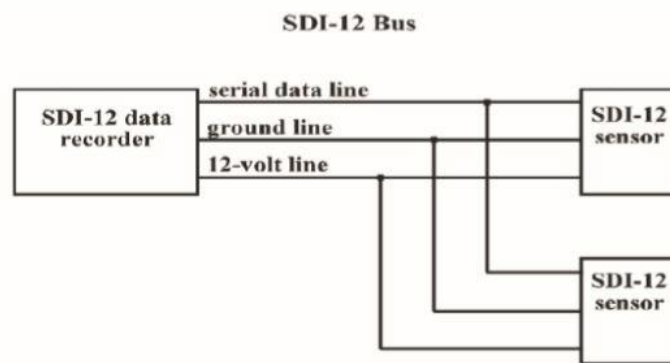 SDI-12 Bus
SDI-12 data
recorder
serial data line
ground line
12-volt line
SDI-12
sensor
SDI-12
sensor